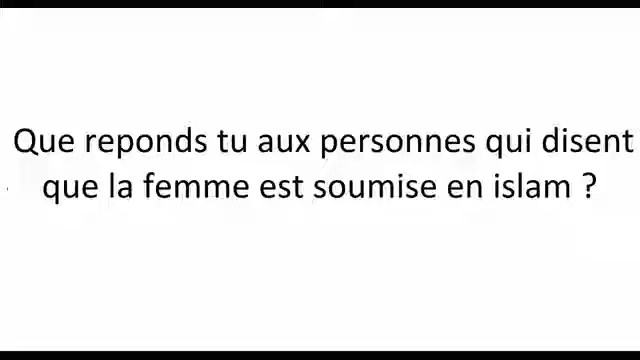 Que reponds tu aux personnes qui disent
que la femme est soumise en islam ?